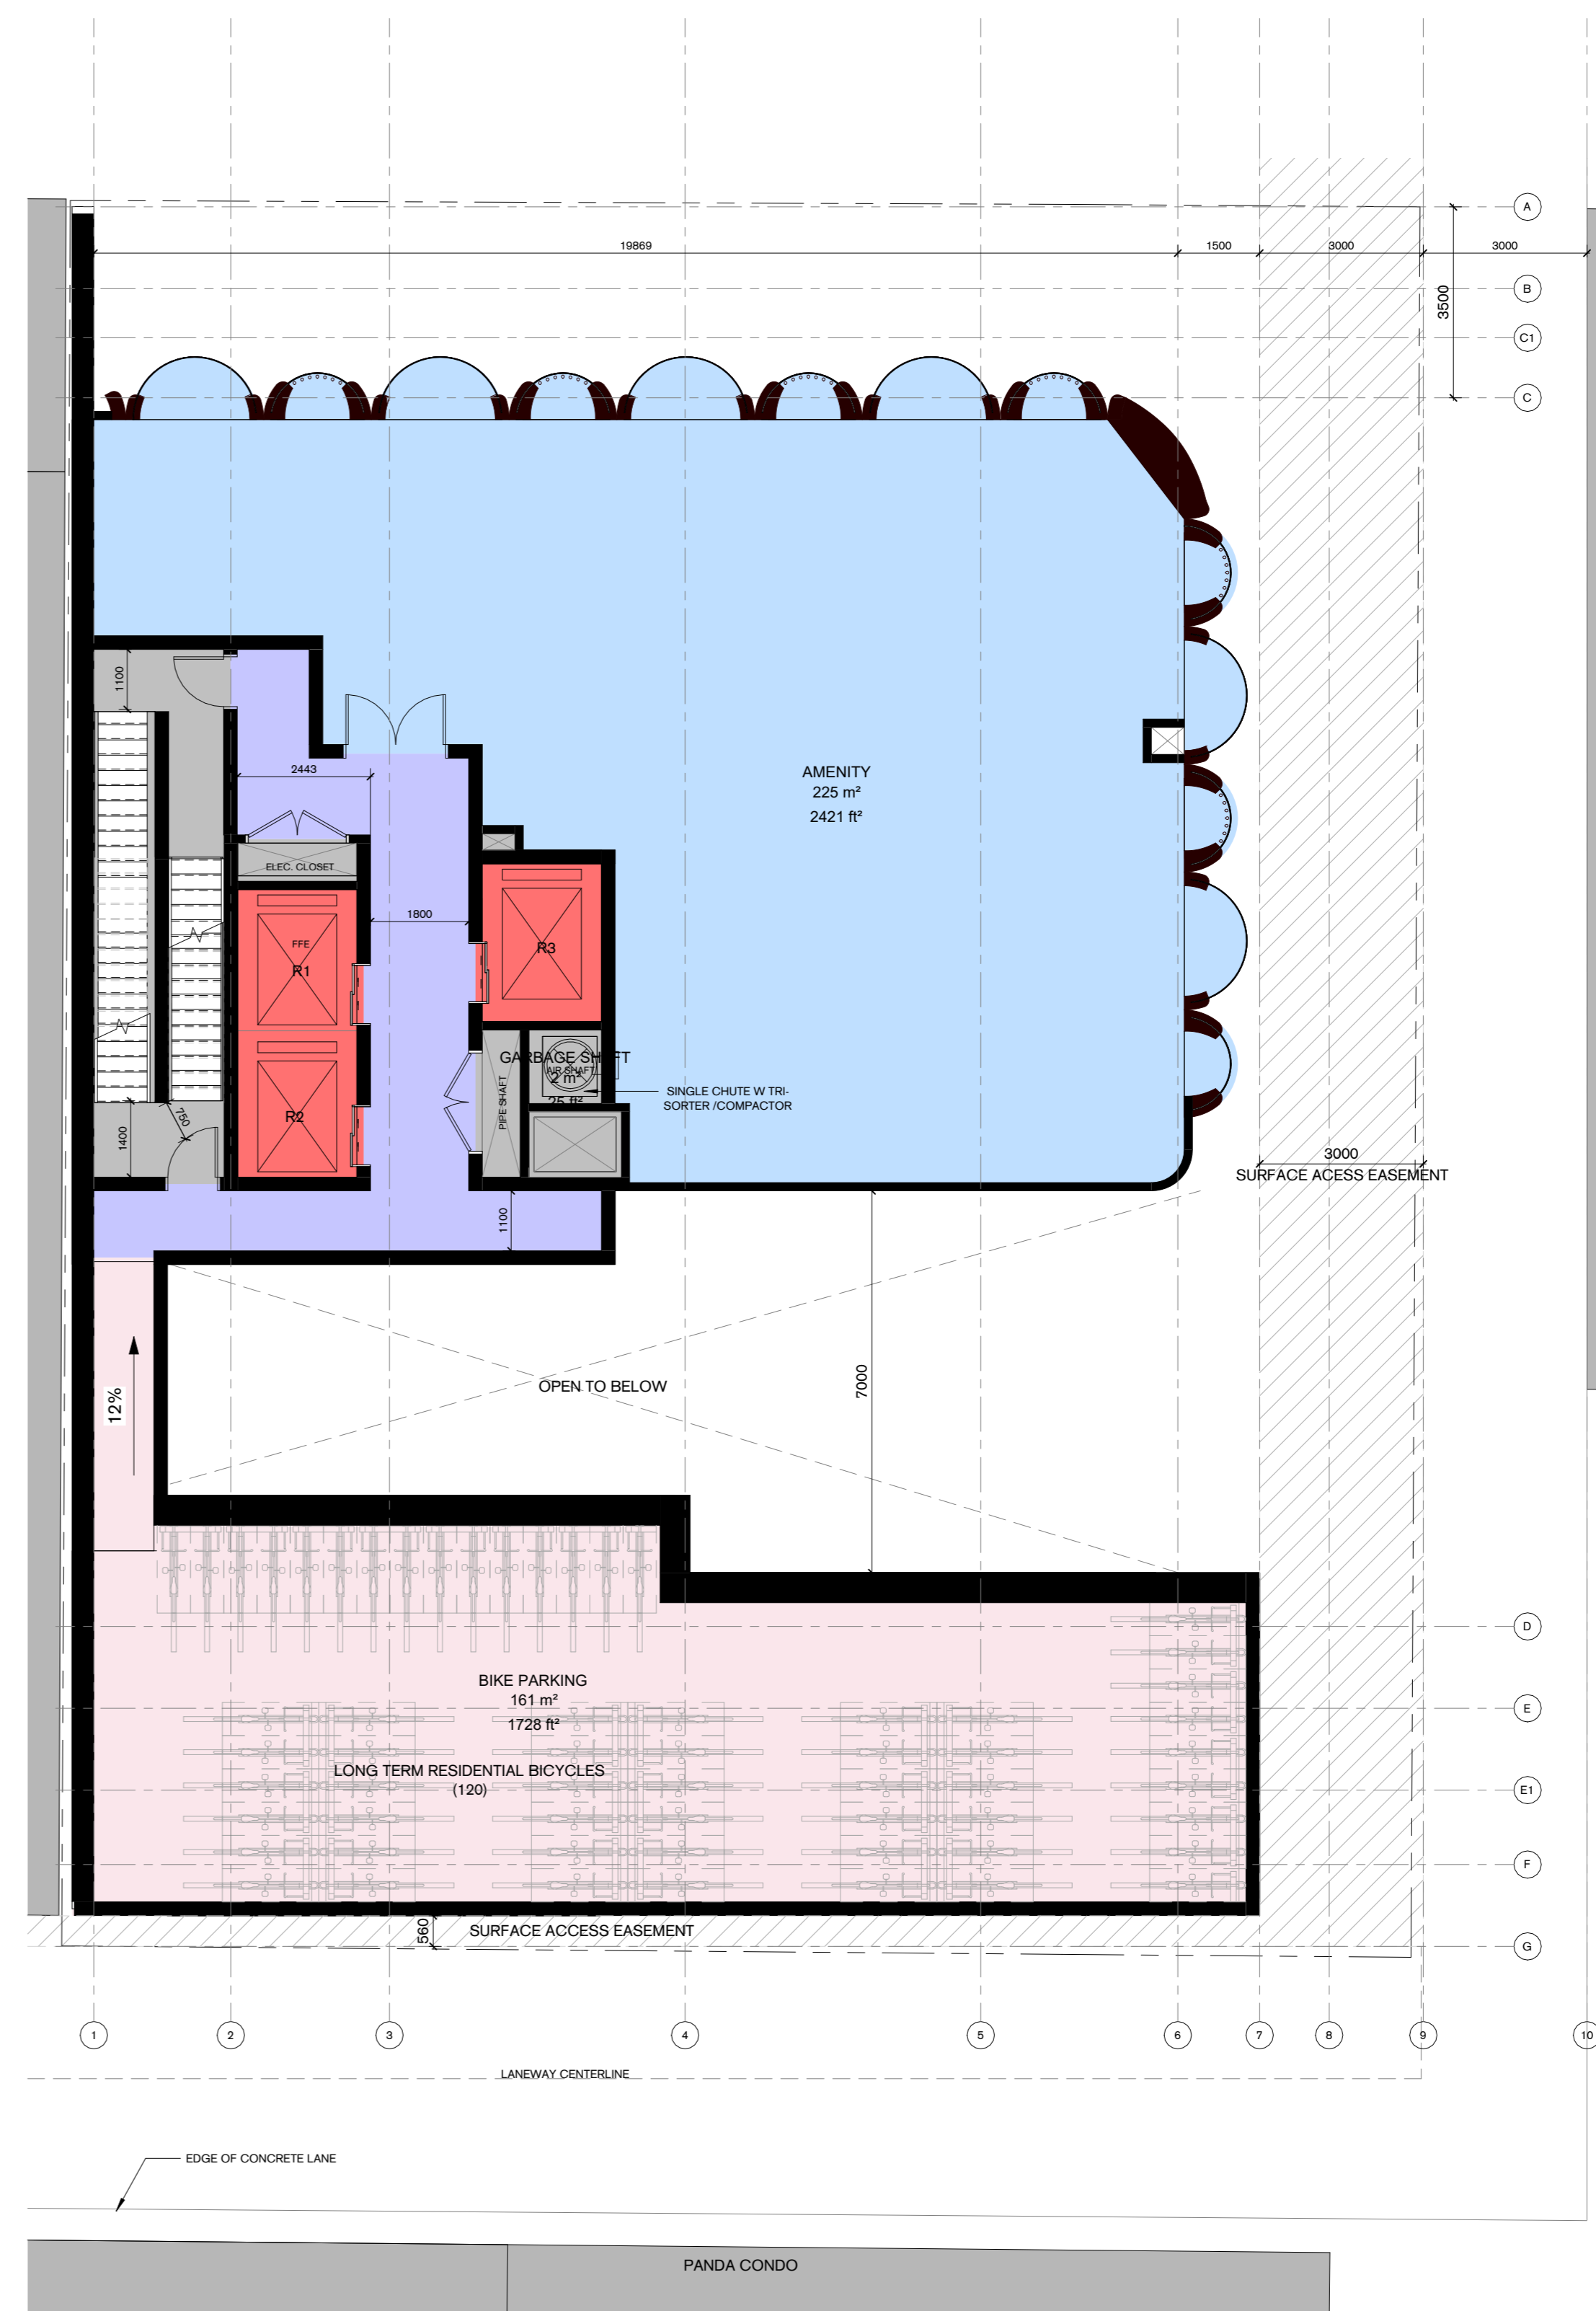 A
19869
1500
3000
3000
B
3500
C1
C
1100
2443
AMENITY
225 m²
2421 ft²
ELEC. CLOSET
1800
FFE
R1
R3
GARBAGE SHAFT
AIR SHAFT
2 m²
25 ft²
SINGLE CHUTE W TRI-
SORTER /COMPACTOR
PIPE SHAFT
R2
750
1400
3000
SURFACE ACESS EASEMENT
1100
OPEN TO BELOW
7000
12%
D
BIKE PARKING
161 m²
1728 ft²
E
LONG TERM RESIDENTIAL BICYCLES
(120)
E1
F
560
SURFACE ACCESS EASEMENT
G
1
2
3
4
5
6
7
8
9
10
LANEWAY CENTERLINE
EDGE OF CONCRETE LANE
PANDA CONDO